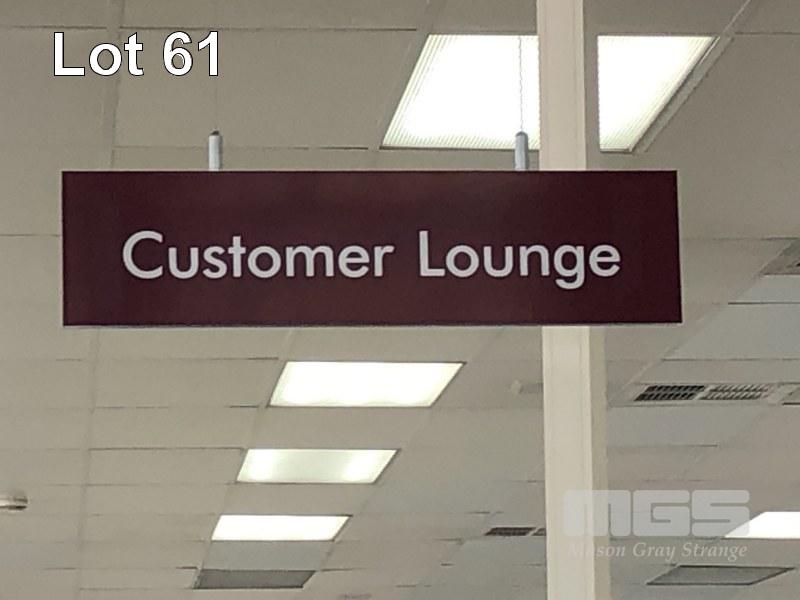 Lot 61
Customer Lounge
MGS
Mason Gray Strange